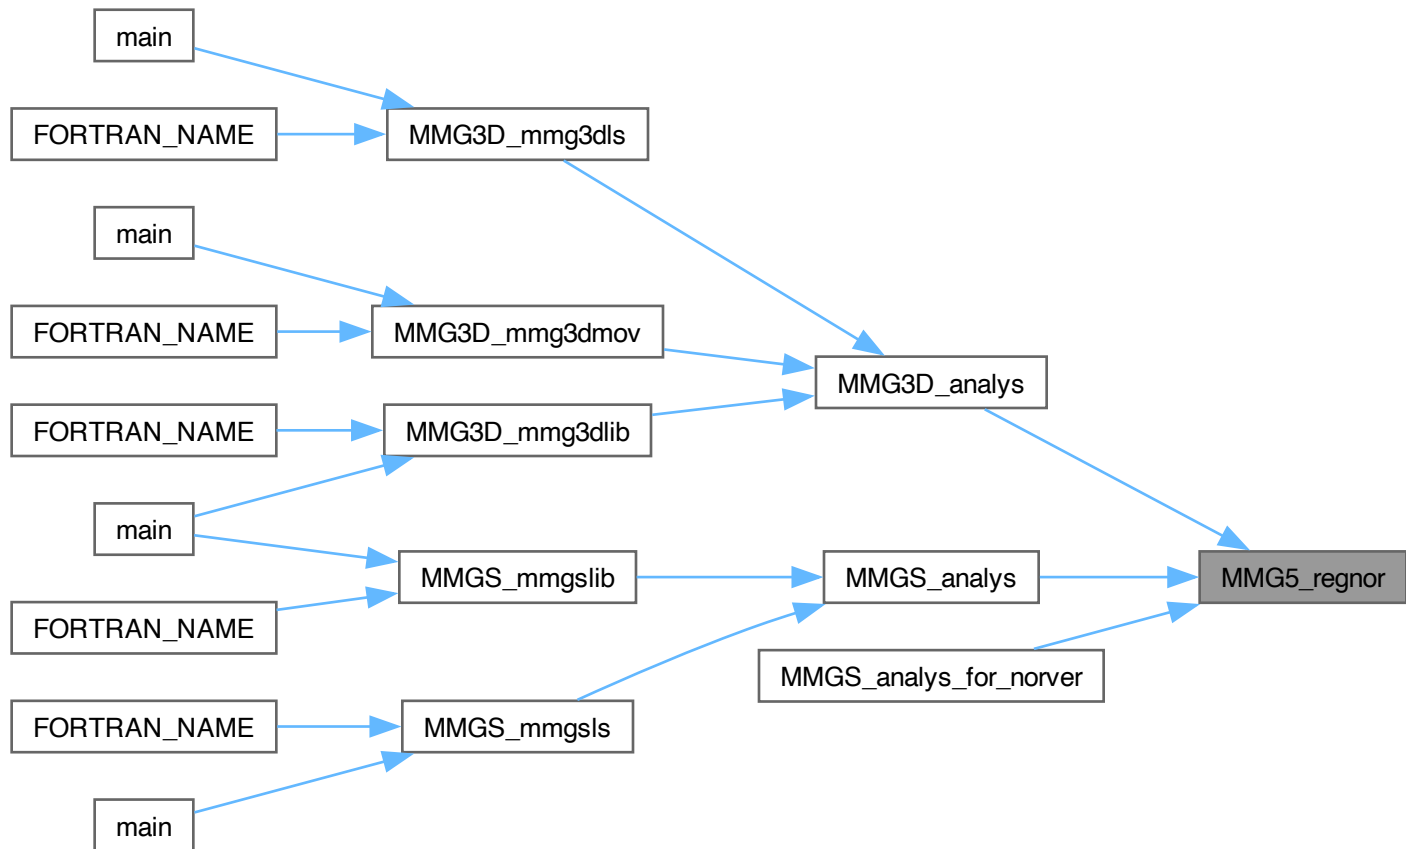 main
FORTRAN_NAME
MMG3D_mmg3dls
main
FORTRAN_NAME
MMG3D_mmg3dmov
MMG3D_analys
FORTRAN_NAME
MMG3D_mmg3dlib
main
MMGS_mmgslib
MMGS_analys
MMG5_regnor
FORTRAN_NAME
MMGS_analys_for_norver
FORTRAN_NAME
MMGS_mmgsls
main